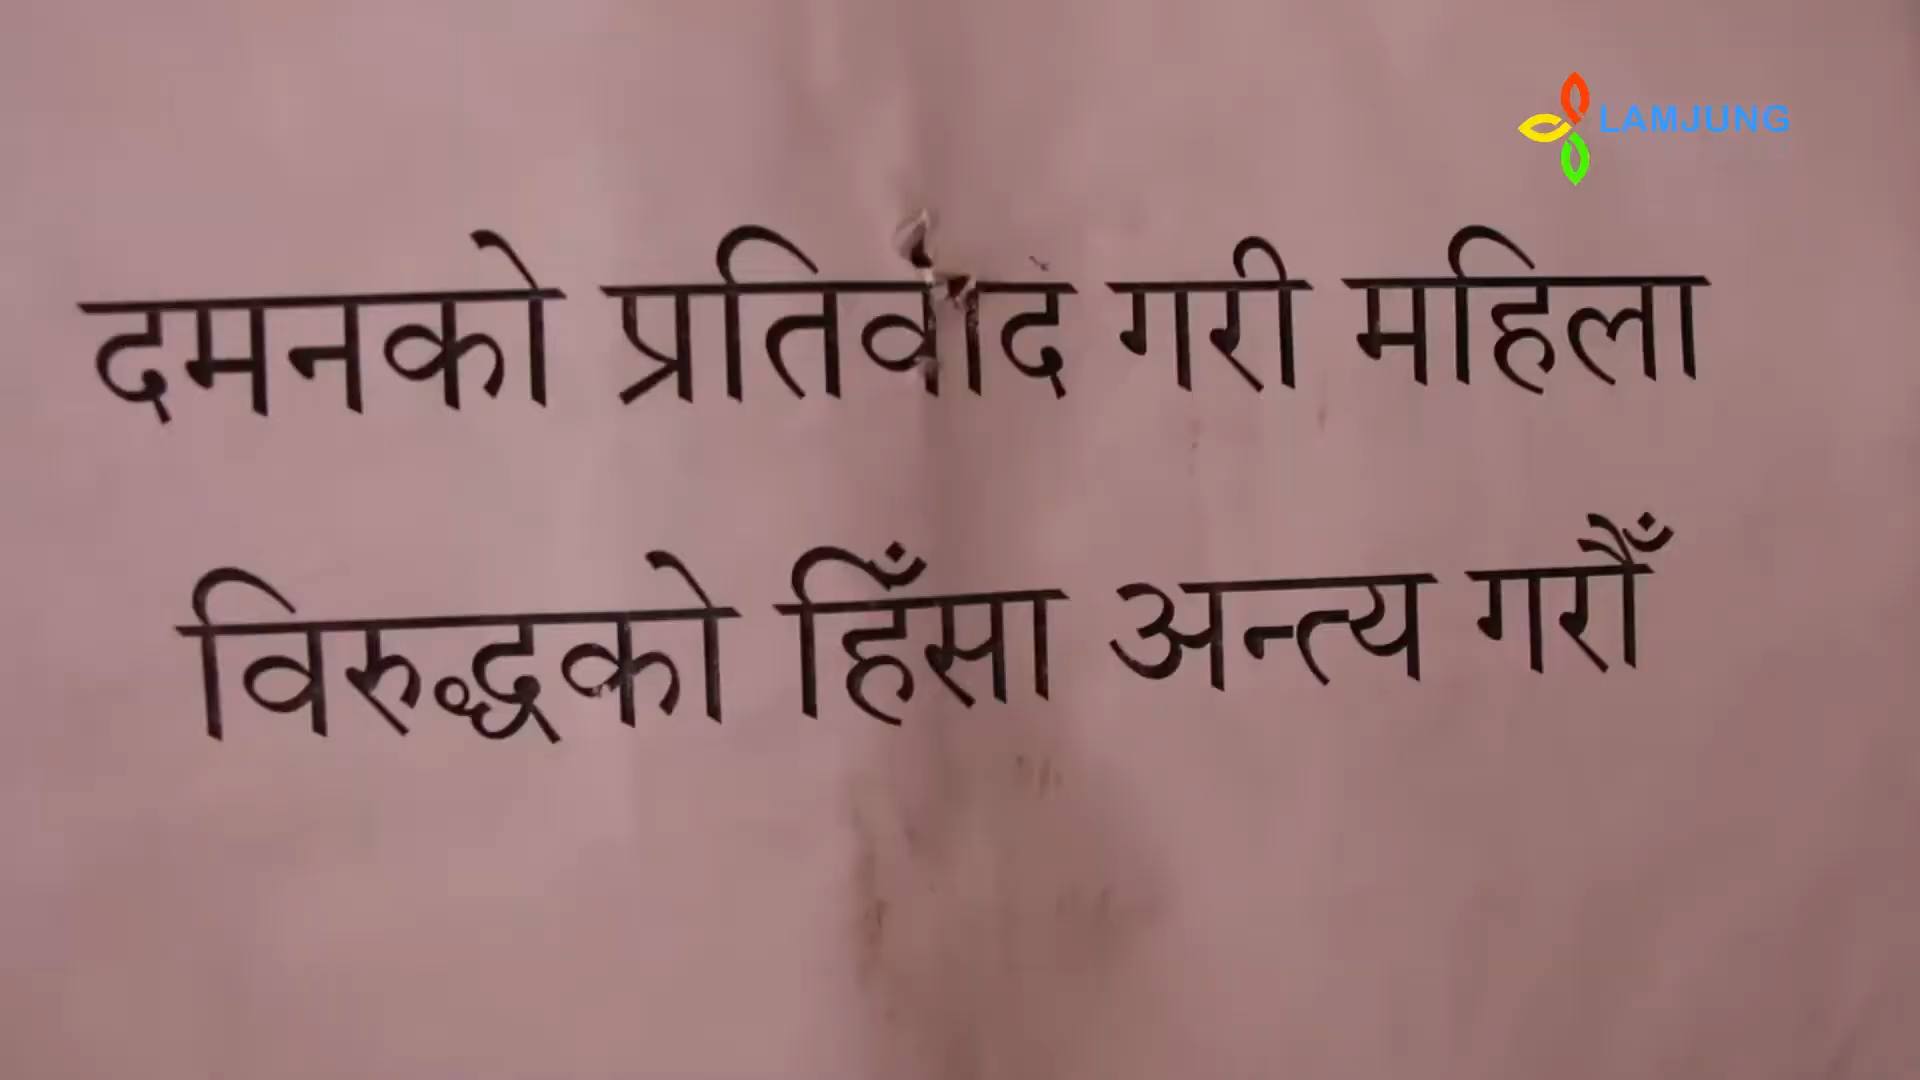 LAMJUNG
दमनको प्रतिवाद गरी महिला
विरुद्धको हिँसा अन्त्य गरौँ